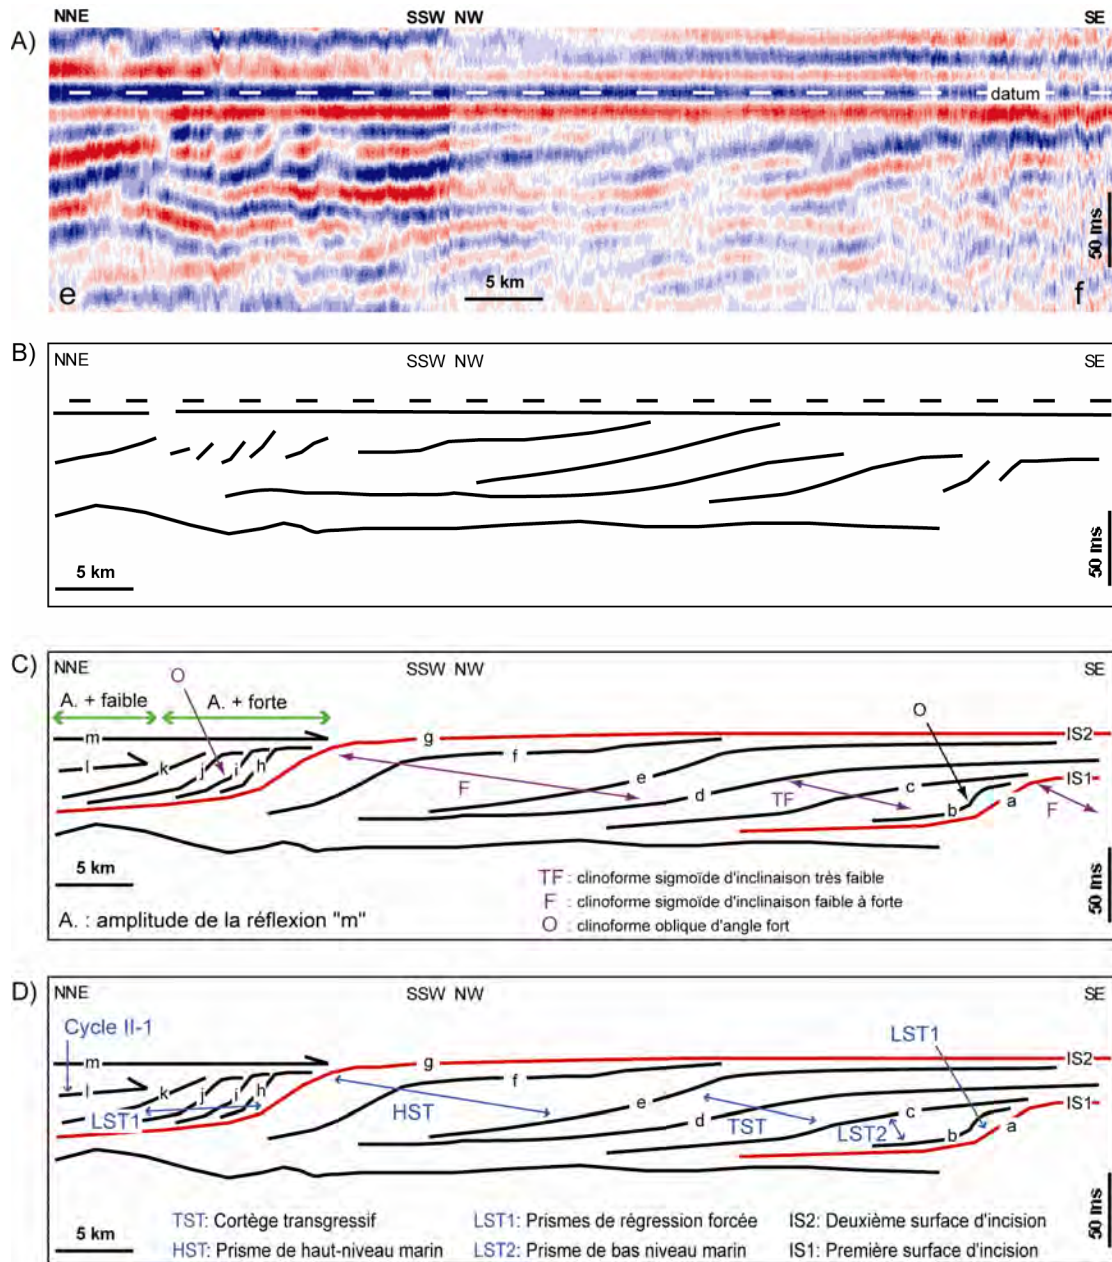 A)
NNE SSW NW SE
datum
50 ms
5 km
e f
B)
NNE SSW NW SE
50 ms
5 km
C)
NNE SSW NW SE
O
A. + faible A. + forte
O
m g IS2
l k j i h f e d c b a IS1
F TF F
5 km
50 ms
TF : clinoforme sigmoïde d'inclinaison très faible
F : clinoforme sigmoïde d'inclinaison faible à forte
O : clinoforme oblique d'angle fort
A. : amplitude de la réflexion "m"
D)
NNE SSW NW SE
Cycle II-1
LST1
m g IS2
l k j i h f e d c b a IS1
LST1 HST TST LST2
50 ms
TST: Cortège transgressif LST1: Prismes de régression forcée IS2: Deuxième surface d'incision
5 km HST: Prisme de haut-niveau marin LST2: Prisme de bas niveau marin IS1: Première surface d'incision